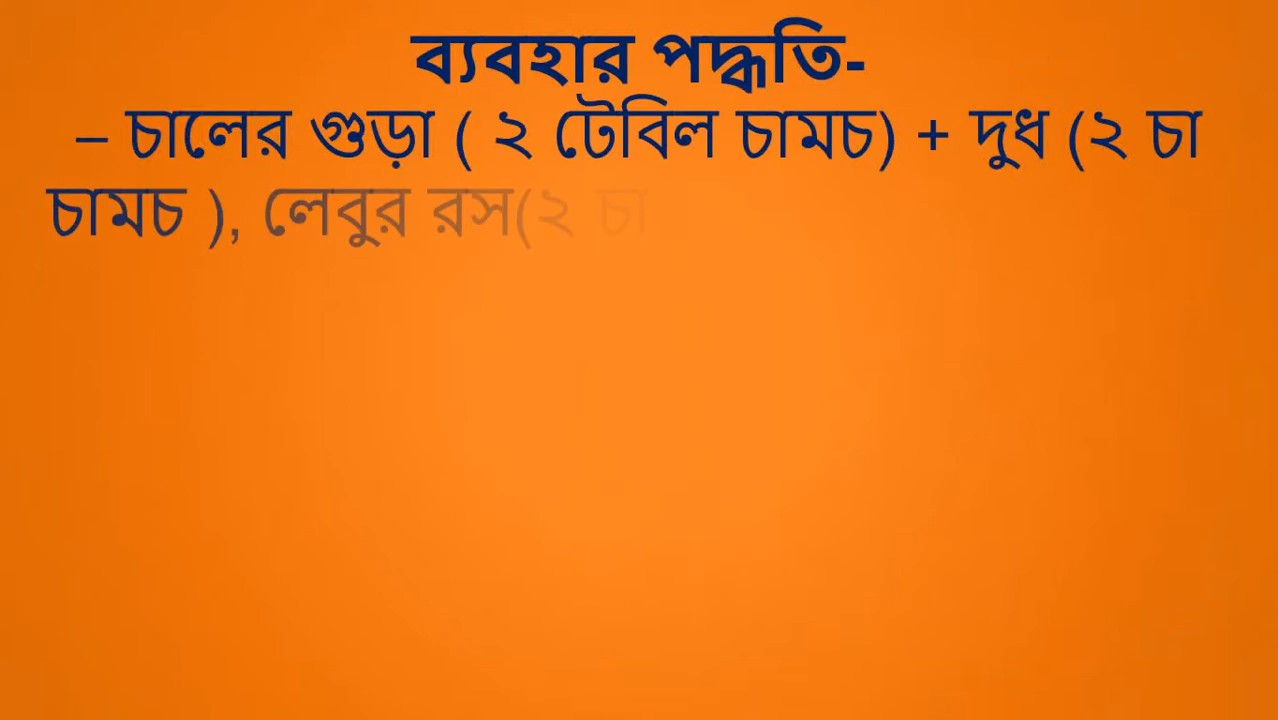 ব্যবহার পদ্ধতি-
– চালের গুড়া ( ২ টেবিল চামচ) + দুধ (২ চা
চামচ ), লেবুর রস(২ চা